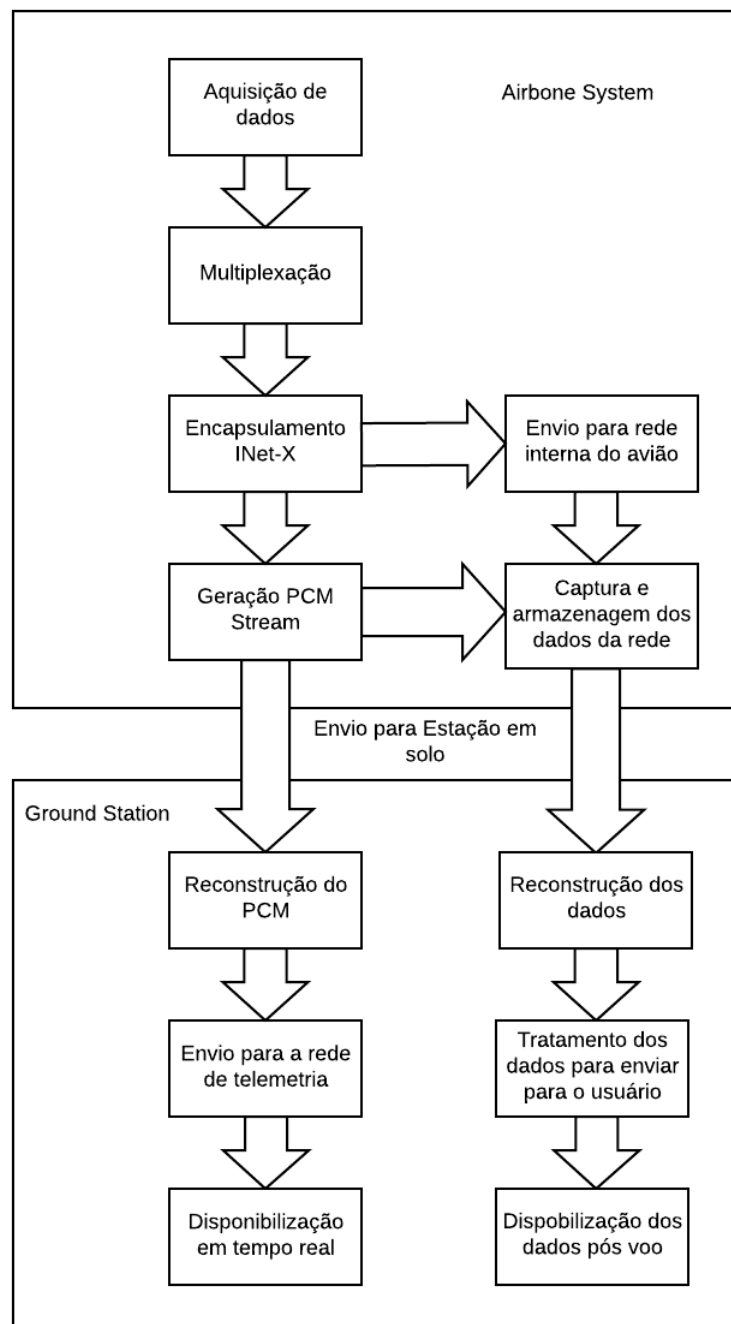 Aquisição de
dados
Airbone System
Multiplexação
Encapsulamento
INet-X
Envio para rede
interna do avião
Geração PCM
Stream
Captura e
armazenagem dos
dados da rede
Envio para Estação em
solo
Ground Station
Reconstrução do
PCM
Reconstrução dos
dados
Envio para a rede
de telemetria
Tratamento dos
dados para enviar
para o usuário
Disponibilização
em tempo real
Dispobilização dos
dados pós voo